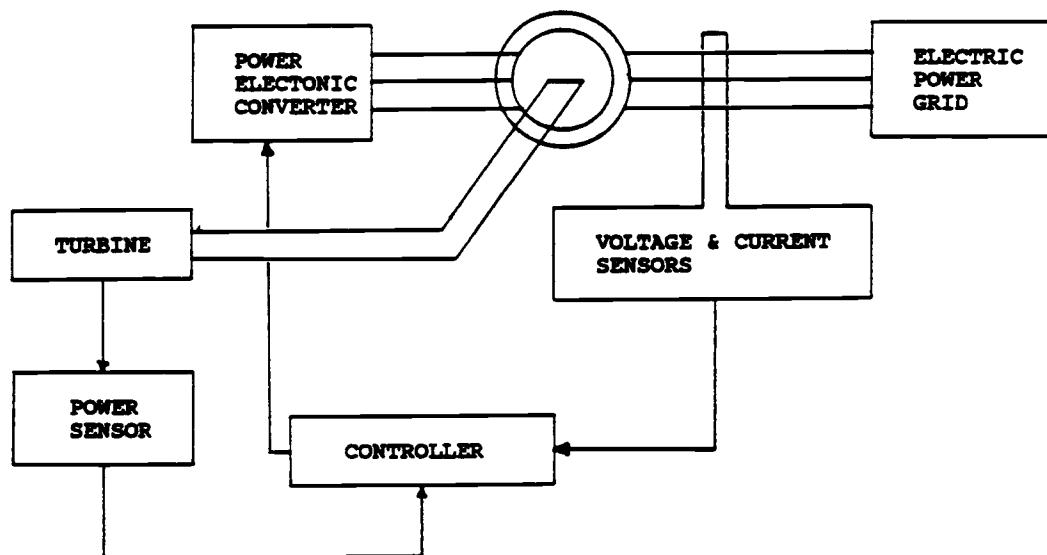 POWER
ELECTONIC
CONVERTER
ELECTRIC
POWER
GRID
TURBINE
VOLTAGE & CURRENT
SENSORS
POWER
SENSOR
CONTROLLER